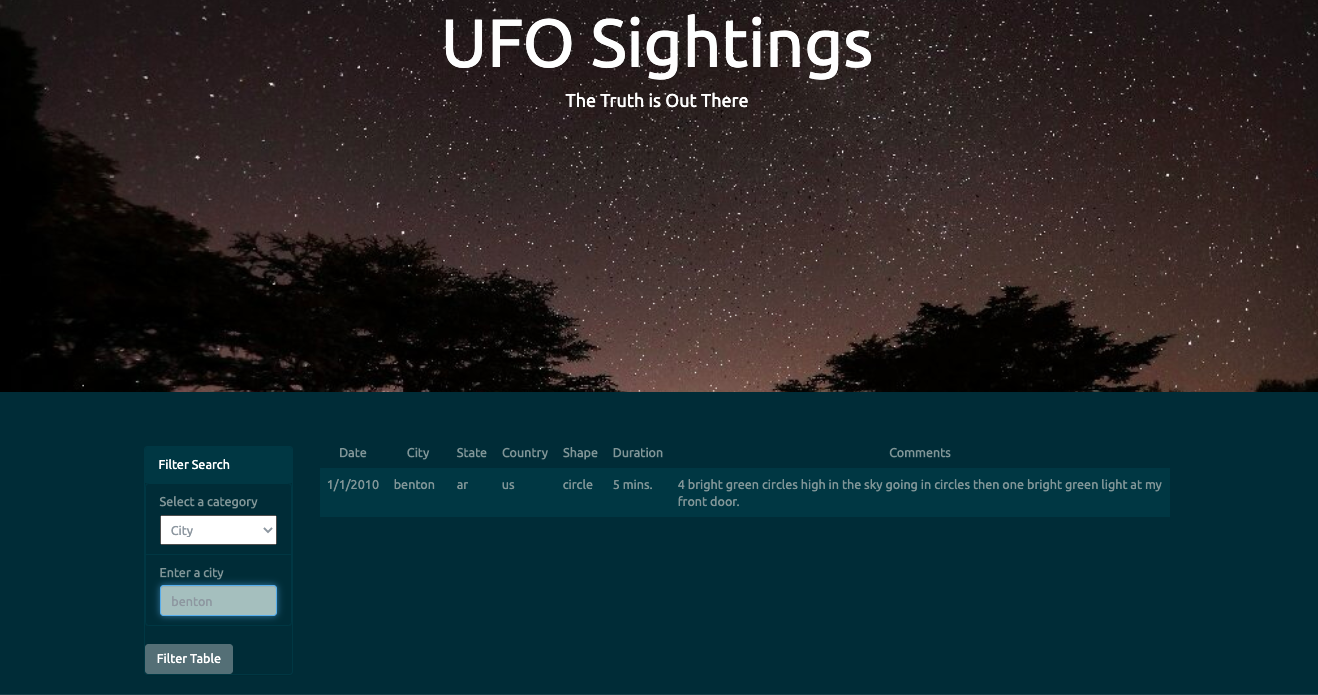 UFO Sightings
The Truth is Out There
Filter Search
Select a category
City
Enter a city
benton
Filter Table
Date City State Country Shape Duration Comments
1/1/2010 benton ar us circle 5 mins. 4 bright green circles high in the sky going in circles then one bright green light at my
front door.